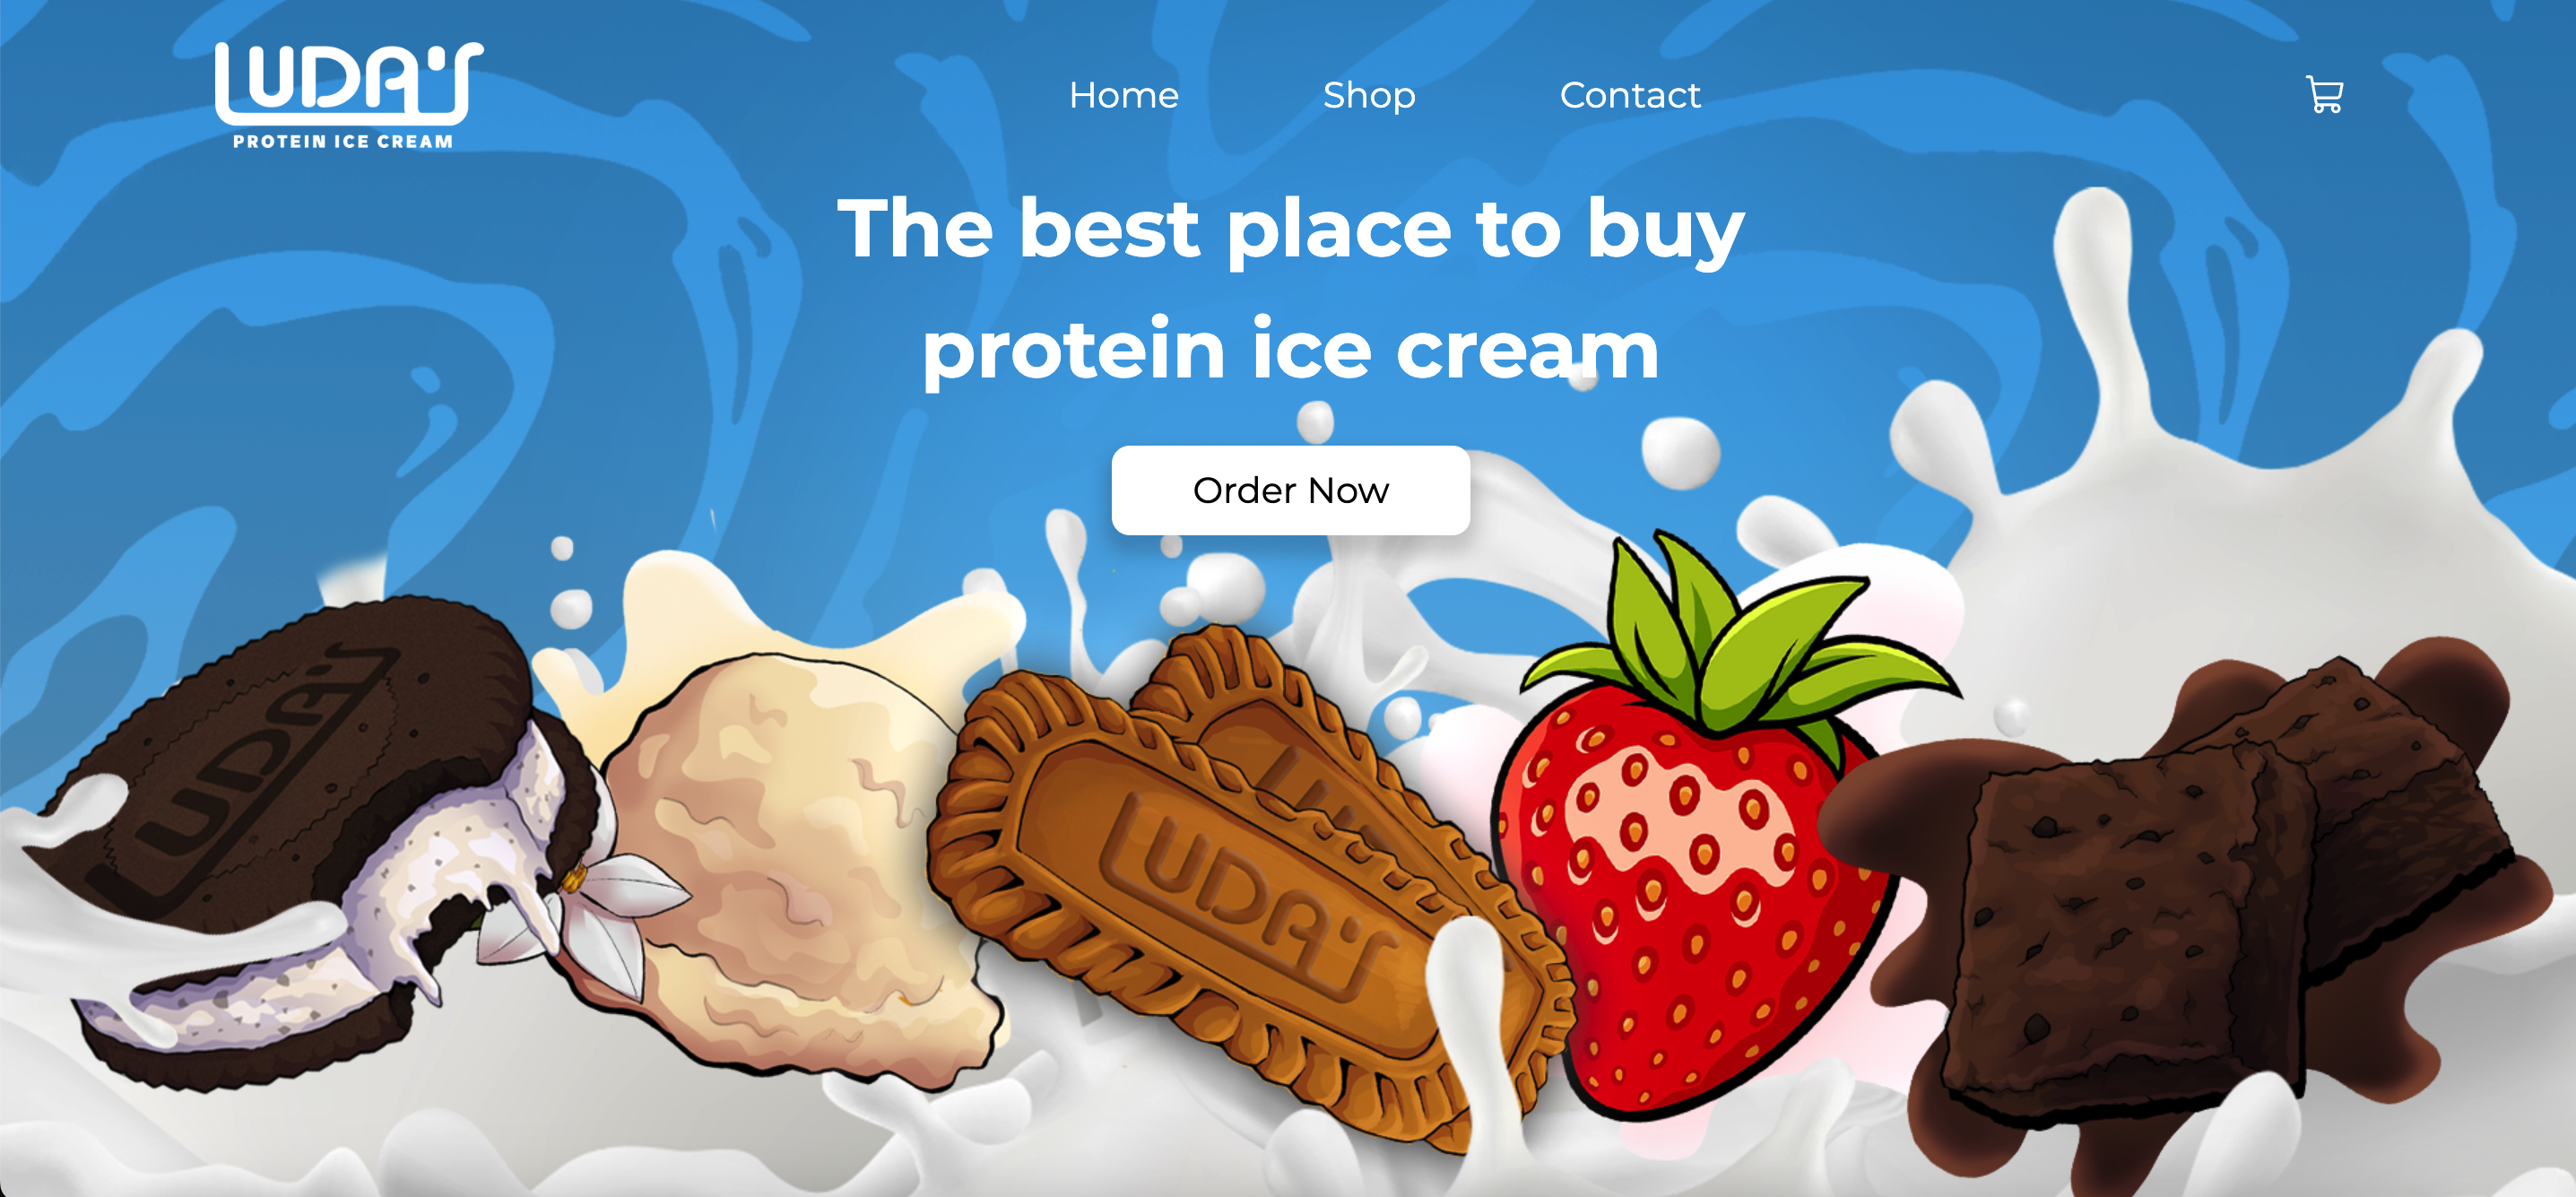 LUDA'S
PROTEIN ICE CREAM
Home
Shop
Contact
The best place to buy
protein ice cream
Order Now
LUDA'S
LUDA'S